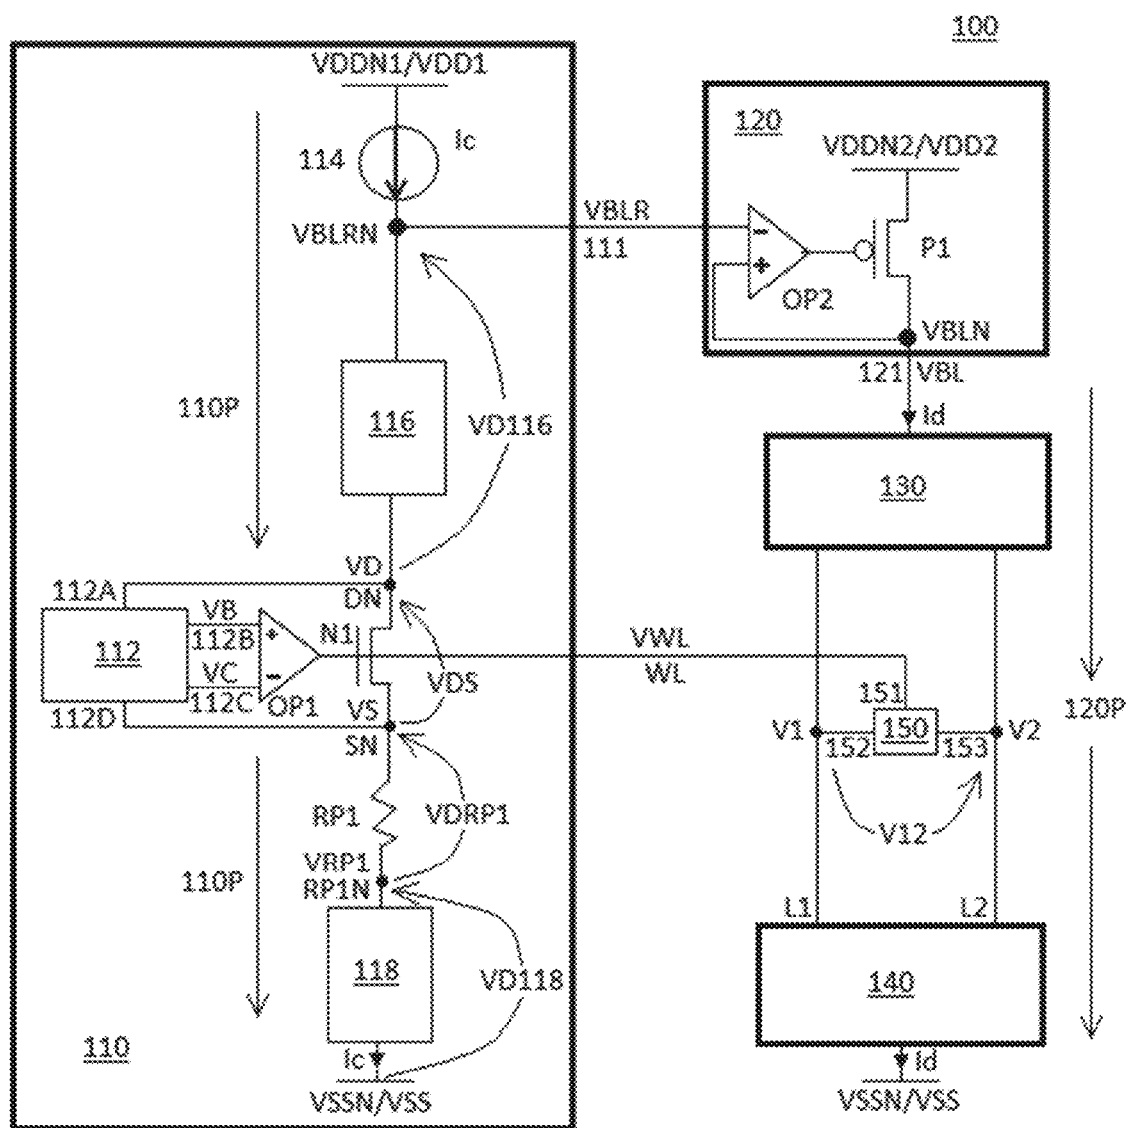 100
VDDN1/VDD1
114
Ic
VBLRN
VBLR
111
120
VDDN2/VDD2
-
+
OP2
P1
VBLN
121
VBL
Id
110P
116
VD116
130
VD
DN
112A
112
VB
112B
VC
112C
112D
+
-
OP1
N1
VDS
VS
SN
VWL
WL
151
150
V1
152
153
V2
V12
120P
RP1
VDRP1
VRP1
RP1N
110P
118
VD118
L1
L2
140
110
Ic
VSSN/VSS
Id
VSSN/VSS